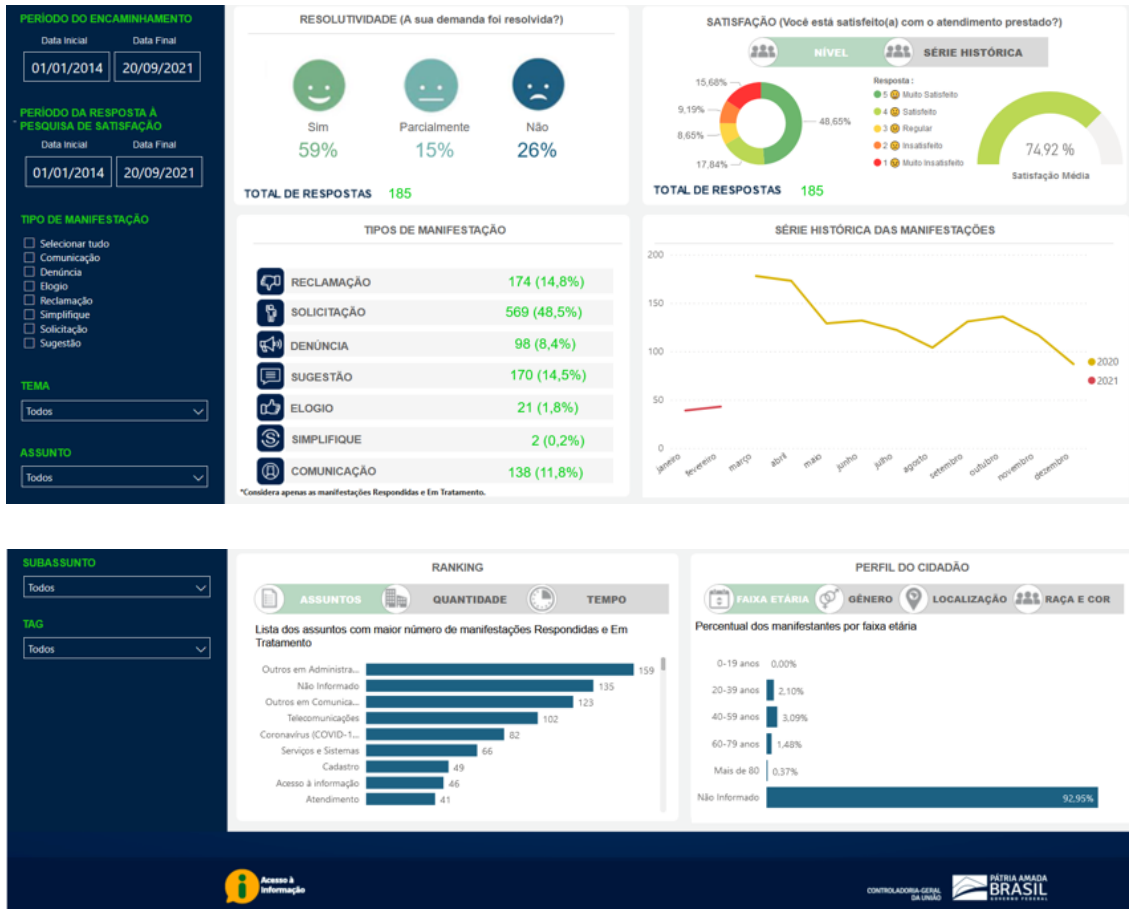 PERÍODO DO ENCAMINHAMENTO
Data Inicial Data Final
01/01/2014 20/09/2021
PERÍODO DA RESPOSTA À
PESQUISA DE SATISFAÇÃO
Data Inicial Data Final
01/01/2014 20/09/2021
TIPO DE MANIFESTAÇÃO
Selecionar tudo
Comunicação
Denúncia
Elogio
Reclamação
Simplifique
Solicitação
Sugestão
TEMA
Todos
ASSUNTO
Todos
RESOLUTIVIDADE (A sua demanda foi resolvida?)
Sim Parcialmente Não
59% 15% 26%
TOTAL DE RESPOSTAS 185
SATISFAÇÃO (Você está satisfeito(a) com o atendimento prestado?)
NÍVEL SÉRIE HISTÓRICA
15,68%
9,19%
8,65%
17,84%
48,65%
Resposta :
5 Muito Satisfeito
4 Satisfeito
3 Regular
2 Insatisfeito
1 Muito Insatisfeito
74,92 %
Satisfação Média
TOTAL DE RESPOSTAS 185
TIPOS DE MANIFESTAÇÃO
RECLAMAÇÃO 174 (14,8%)
SOLICITAÇÃO 569 (48,5%)
DENÚNCIA 98 (8,4%)
SUGESTÃO 170 (14,5%)
ELOGIO 21 (1,8%)
SIMPLIFIQUE 2 (0,2%)
COMUNICAÇÃO 138 (11,8%)
*Considera apenas as manifestações Respondidas e Em Tratamento.
SÉRIE HISTÓRICA DAS MANIFESTAÇÕES
200
150
100
50
0
janeiro fevereiro março abril maio junho julho agosto setembro outubro novembro dezembro
2020
2021
SUBASSUNTO
Todos
TAG
Todos
RANKING
ASSUNTOS QUANTIDADE TEMPO
Lista dos assuntos com maior número de manifestações Respondidas e Em
Tratamento
Outros em Administra... 159
Não Informado 135
Outros em Comunica... 123
Telecomunicações 102
Coronavírus (COVID-1... 82
Serviços e Sistemas 66
Cadastro 49
Acesso à informação 46
Atendimento 41
PERFIL DO CIDADÃO
FAIXA ETÁRIA GÊNERO LOCALIZAÇÃO RAÇA E COR
Percentual dos manifestantes por faixa etária
0-19 anos 0,00%
20-39 anos 2,10%
40-59 anos 3,09%
60-79 anos 1,48%
Mais de 80 0,37%
Não Informado 92,95%
Acesso à
Informação
CONTROLADORIA-GERAL
DA UNIÃO
PÁTRIA AMADA
BRASIL
GOVERNO FEDERAL